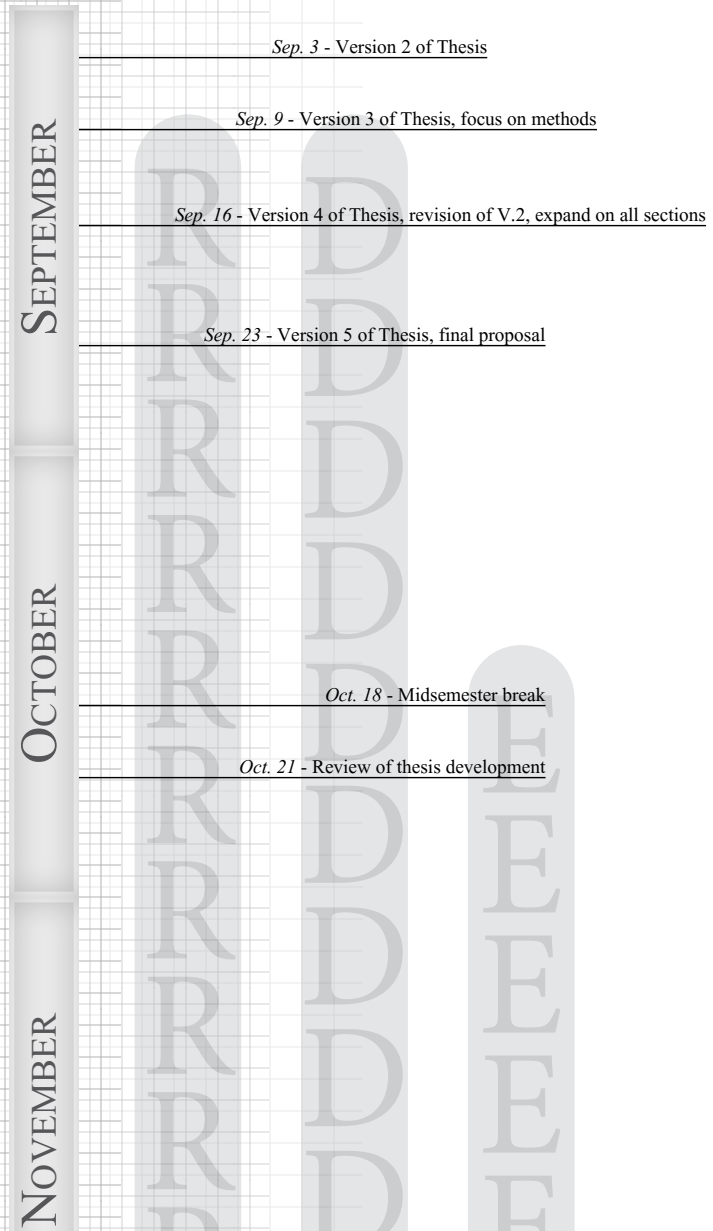 SEPTEMBER
Sep. 3 - Version 2 of Thesis
Sep. 9 - Version 3 of Thesis, focus on methods
Sep. 16 - Version 4 of Thesis, revision of V.2, expand on all sections
Sep. 23 - Version 5 of Thesis, final proposal
OCTOBER
Oct. 18 - Midsemester break
Oct. 21 - Review of thesis development
NOVEMBER
R
R
R
R
R
R
R
R
R
R
D
D
D
D
D
D
D
D
D
E
E
E
E
E